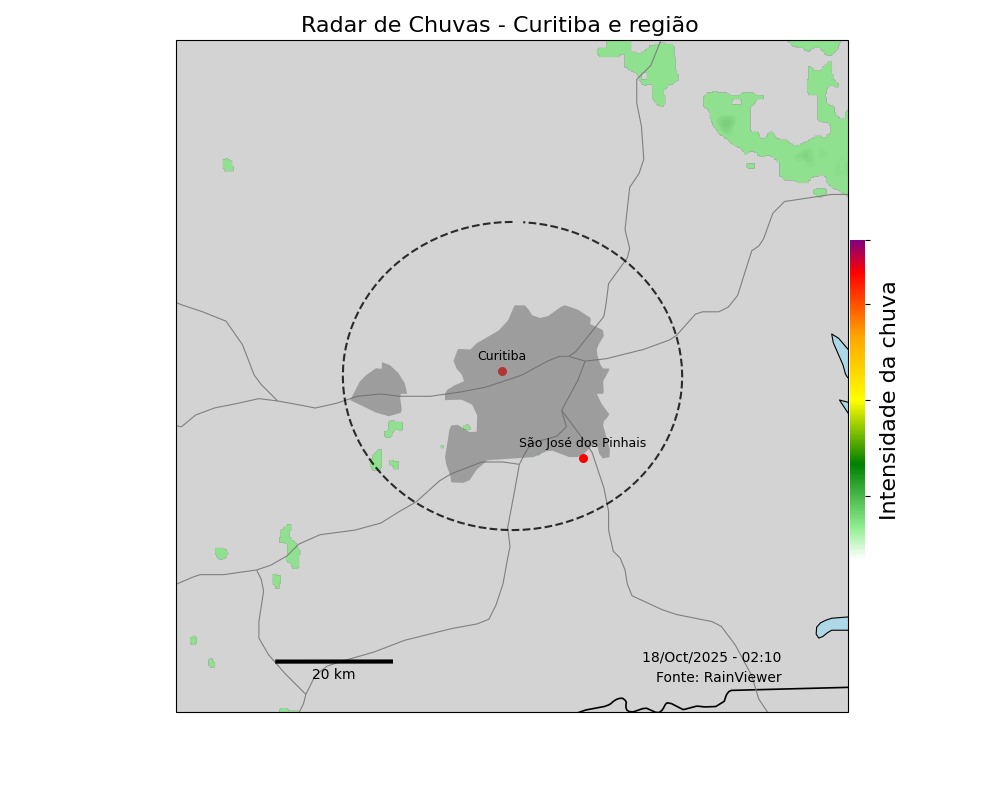 Radar de Chuvas - Curitiba e região
Curitiba
São José dos Pinhais
Intensidade da chuva
18/Oct/2025 - 02:10
Fonte: RainViewer
20 km